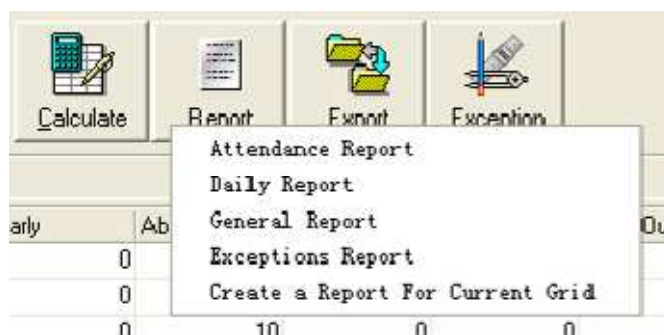 Calculate Report Export Exception
Attendance Report
Daily Report
General Report
Exceptions Report
Create a Report For Current Grid
arly Ab Ou
0
0
0 10 0 0